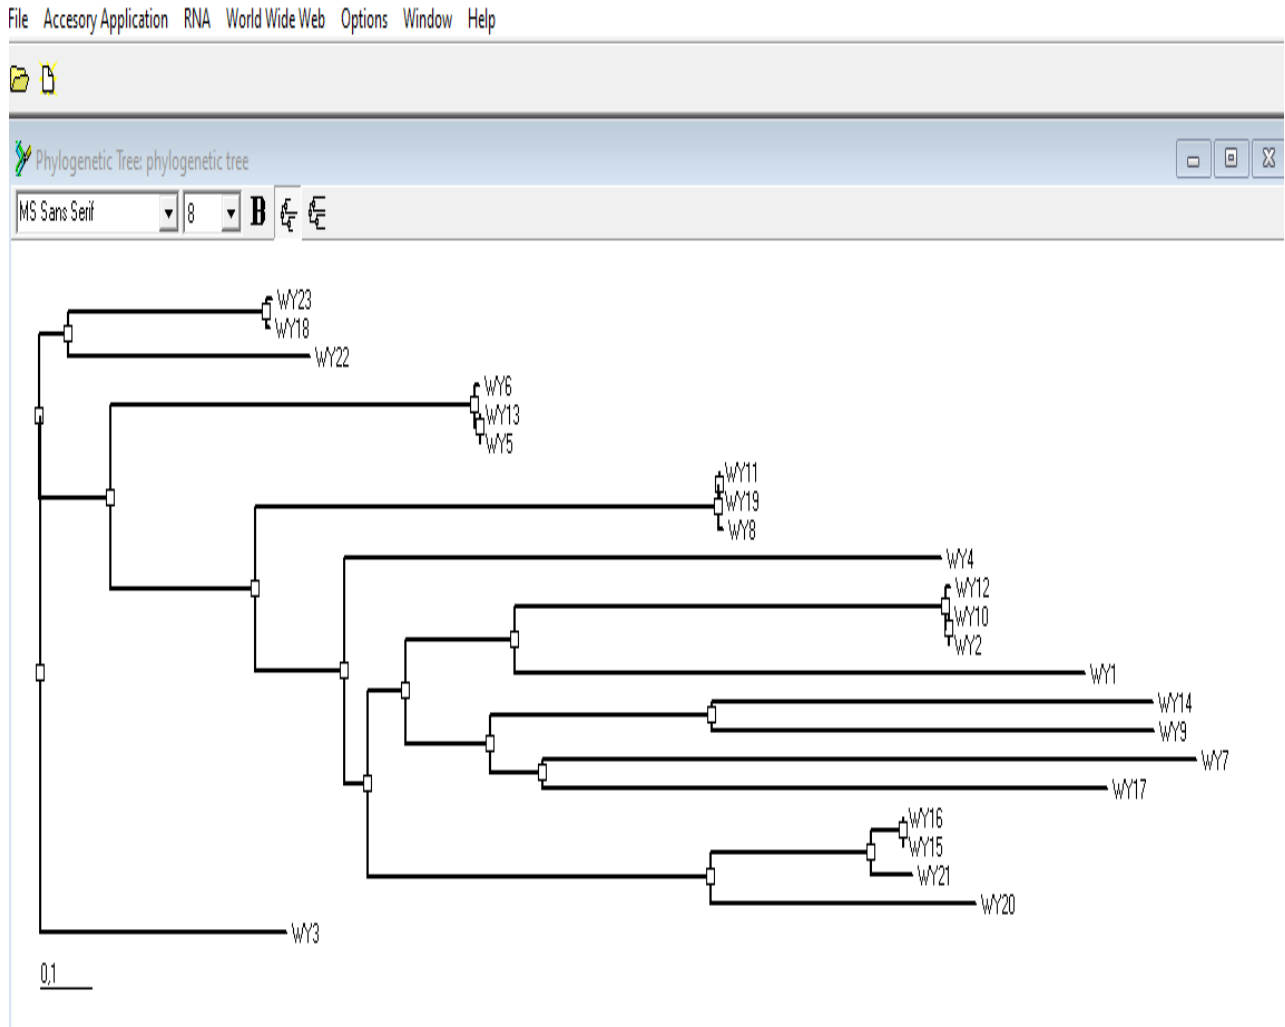 File Accesory Application RNA World Wide Web Options Window Help
Phylogenetic Tree: phylogenetic tree
MS Sans Serif 8 B
WY23
WY18
WY22
WY6
WY13
WY5
WY11
WY19
WY8
WY4
WY12
WY10
WY2
WY1
WY14
WY9
WY7
WY17
WY16
WY15
WY21
WY20
WY3
0,1